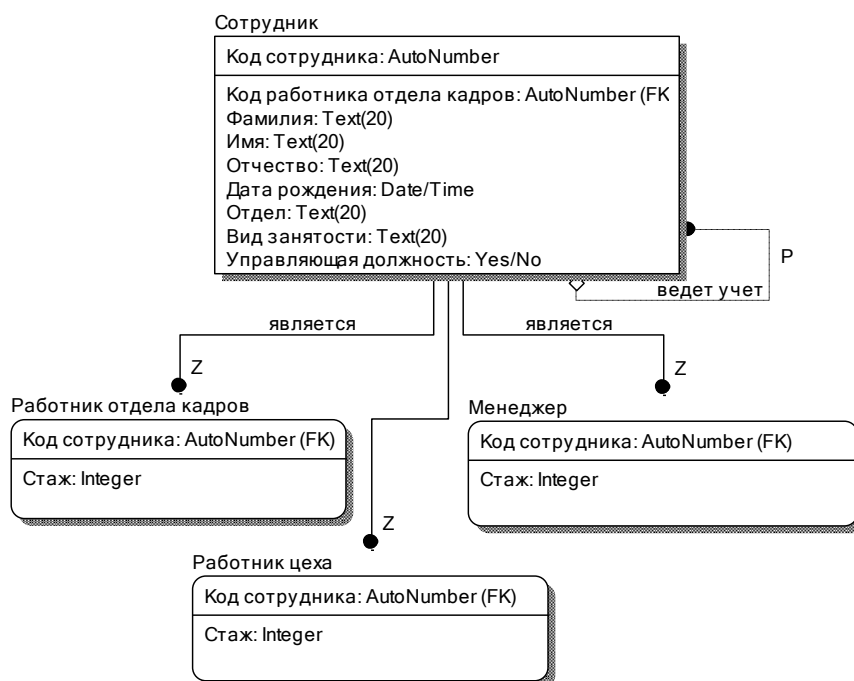 Сотрудник
Код сотрудника: AutoNumber
Код работника отдела кадров: AutoNumber (FK
Фамилия: Text(20)
Имя: Text(20)
Отчество: Text(20)
Дата рождения: Date/Time
Отдел: Text(20)
Вид занятости: Text(20)
Управляющая должность: Yes/No
P
ведет учет
является
является
Z
Z
Работник отдела кадров
Код сотрудника: AutoNumber (FK)
Стаж: Integer
Менеджер
Код сотрудника: AutoNumber (FK)
Стаж: Integer
Z
Работник цеха
Код сотрудника: AutoNumber (FK)
Стаж: Integer